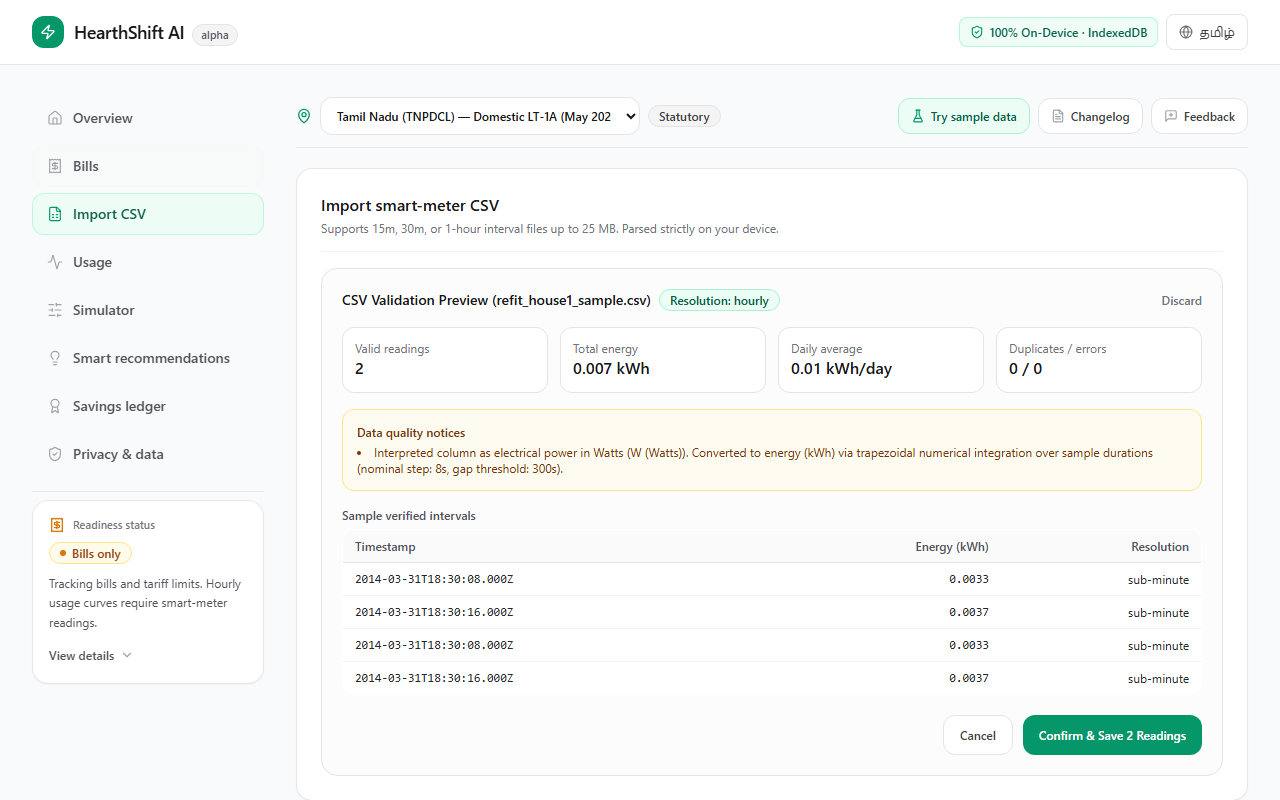 HearthShift AI alpha
100% On-Device · IndexedDB
தமிழ்
Overview
Bills
Import CSV
Usage
Simulator
Smart recommendations
Savings ledger
Privacy & data
Readiness status
Bills only
Tracking bills and tariff limits. Hourly
usage curves require smart-meter
readings.
View details
Tamil Nadu (TNPDCL) — Domestic LT-1A (May 202
Statutory
Try sample data
Changelog
Feedback
Import smart-meter CSV
Supports 15m, 30m, or 1-hour interval files up to 25 MB. Parsed strictly on your device.
CSV Validation Preview (refit_house1_sample.csv)
Resolution: hourly
Discard
Valid readings
2
Total energy
0.007 kWh
Daily average
0.01 kWh/day
Duplicates / errors
0 / 0
Data quality notices
• Interpreted column as electrical power in Watts (W (Watts)). Converted to energy (kWh) via trapezoidal numerical integration over sample durations
(nominal step: 8s, gap threshold: 300s).
Sample verified intervals
Timestamp Energy (kWh) Resolution
2014-03-31T18:30:08.000Z 0.0033 sub-minute
2014-03-31T18:30:16.000Z 0.0037 sub-minute
2014-03-31T18:30:08.000Z 0.0033 sub-minute
2014-03-31T18:30:16.000Z 0.0037 sub-minute
Cancel
Confirm & Save 2 Readings